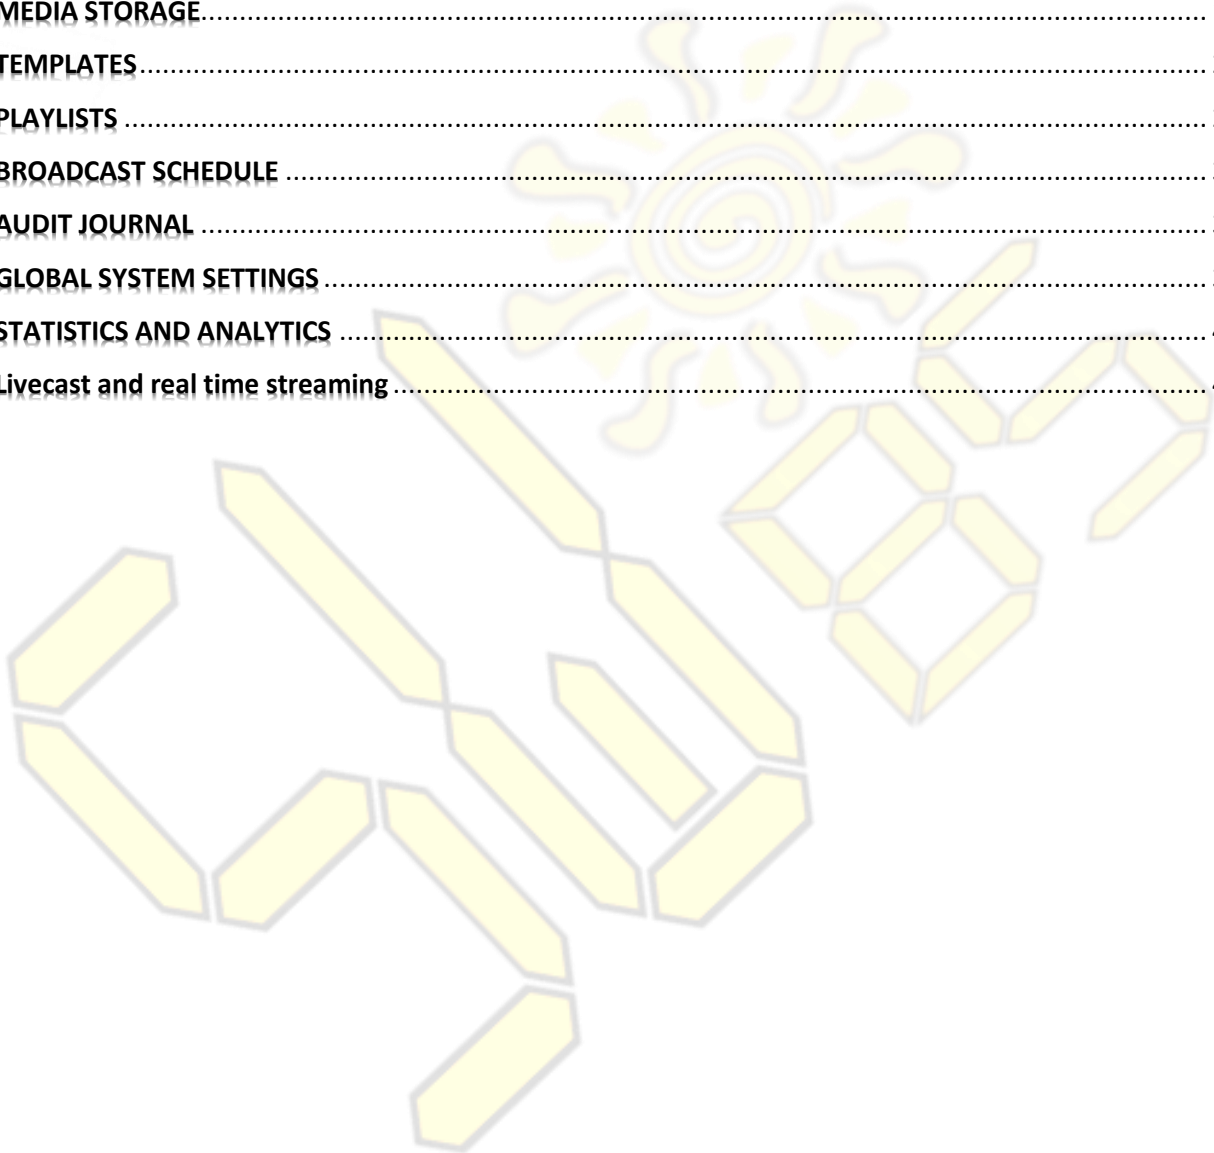 MEDIA STORAGE................................................................
TEMPLATES................................................................
PLAYLISTS ................................................................
BROADCAST SCHEDULE ................................................................
AUDIT JOURNAL ................................................................
GLOBAL SYSTEM SETTINGS ................................................................
STATISTICS AND ANALYTICS ................................................................
Livecast and real time streaming ................................................................